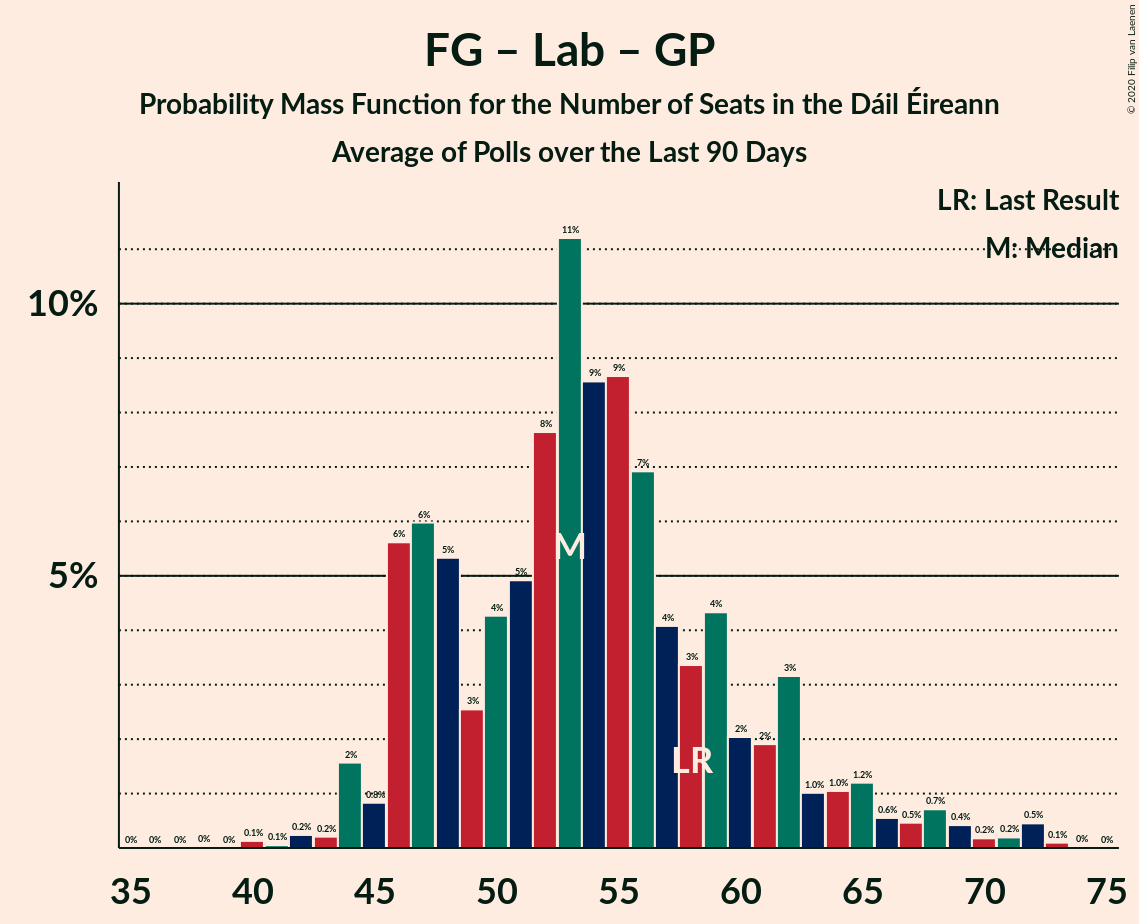 FG – Lab – GP
Probability Mass Function for the Number of Seats in the Dáil Éireann
Average of Polls over the Last 90 Days
© 2020 Filip van Laenen
LR: Last Result
M: Median
10%
5%
0% 0% 0% 0% 0% 0.1% 0.1% 0.2% 0.2% 2% 0.8% 6% 6% 5% 3% 4% 5% 8% 11% 9% 9% 7% 4% 3% 4% 2% 2% 3% 1.0% 1.0% 1.2% 0.6% 0.5% 0.7% 0.4% 0.2% 0.2% 0.5% 0.1% 0% 0%
M
LR
35 40 45 50 55 60 65 70 75